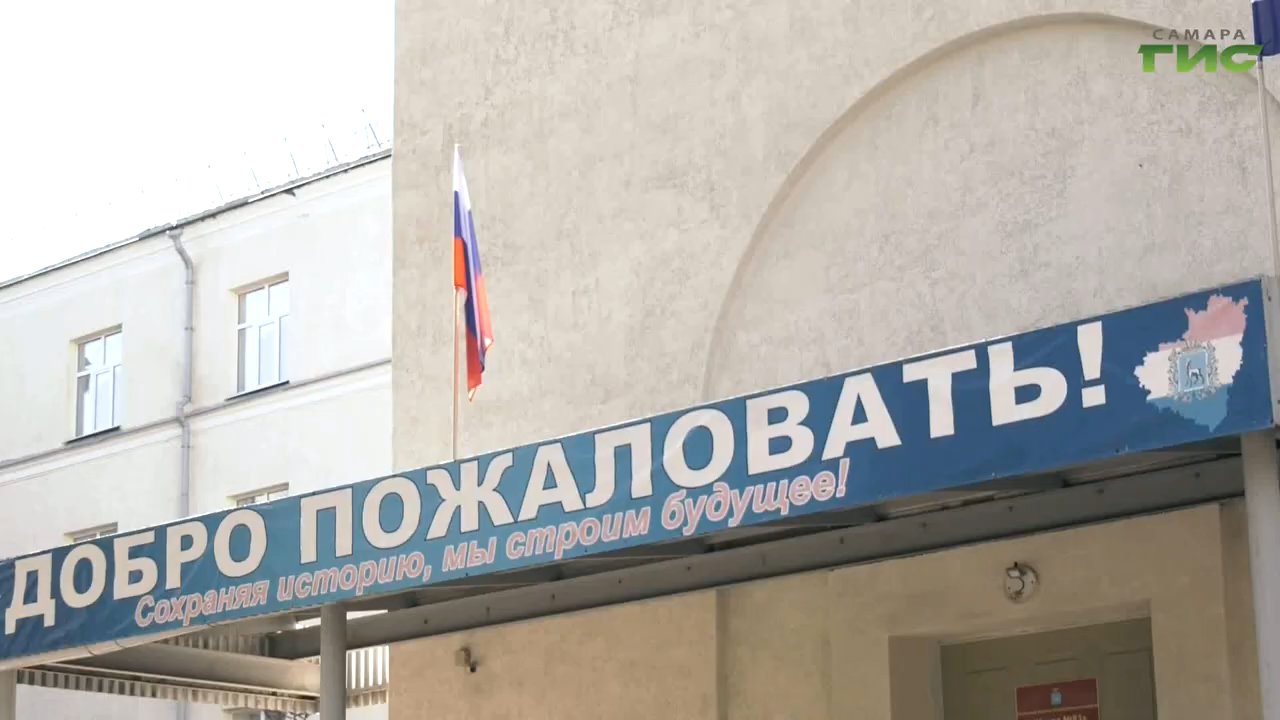 САМАРА
ГИС
ДОБРО ПОЖАЛОВАТЬ!
Сохраняя историю, мы строим будущее!